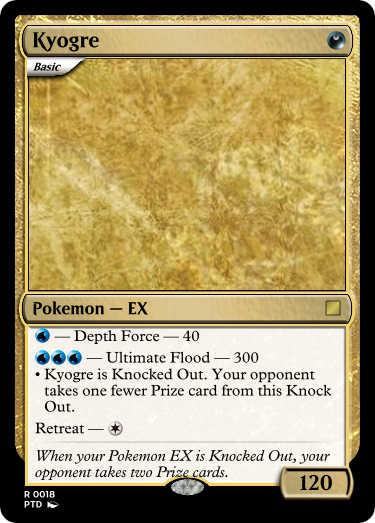 Kyogre
Basic
Pokemon — EX
— Depth Force — 40
— Ultimate Flood — 300
• Kyogre is Knocked Out. Your opponent
takes one fewer Prize card from this Knock
Out.
Retreat —
When your Pokemon EX is Knocked Out, your
opponent takes two Prize cards.
120
R 0018
PTD